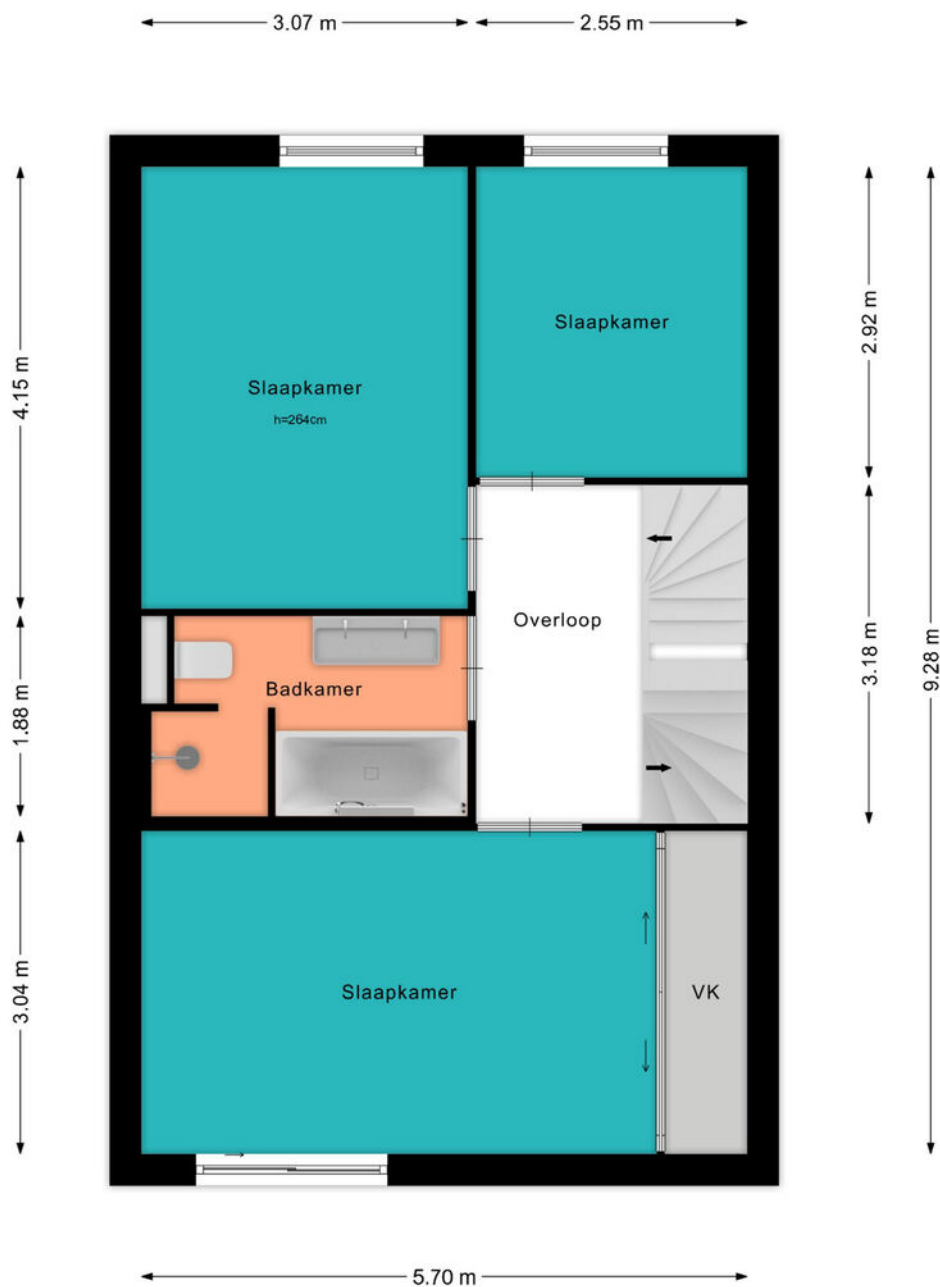 3.07 m
2.55 m
Slaapkamer
h=264cm
Slaapkamer
4.15 m
2.92 m
Overloop
Badkamer
1.88 m
3.18 m
9.28 m
Slaapkamer
VK
3.04 m
5.70 m